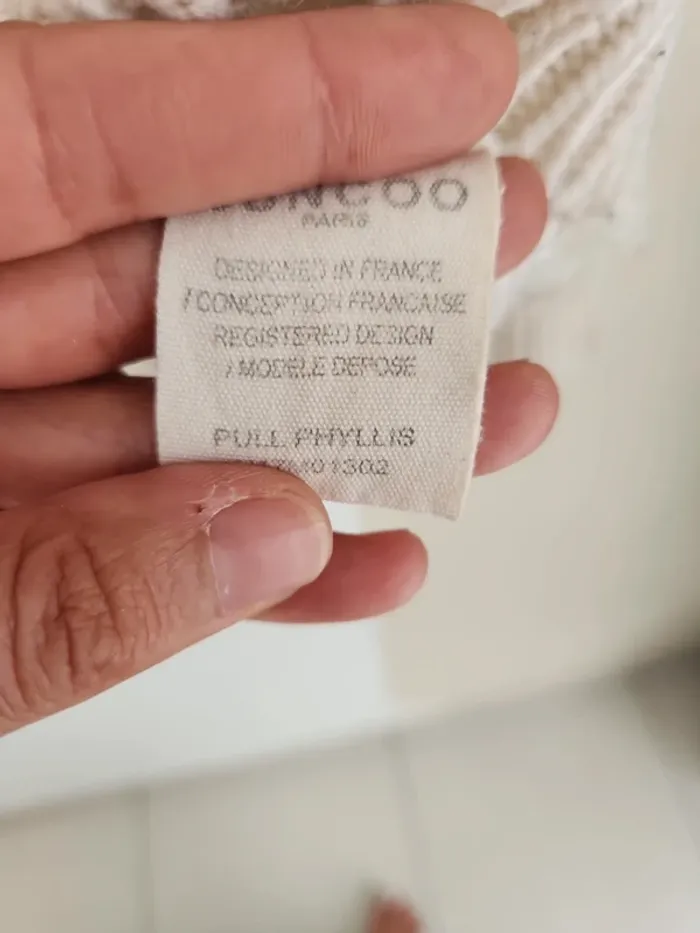 PARIS
DESIGNED IN FRANCE
/ CONCEPTION FRANCAISE
REGISTERED DESIGN
/ MODELE DEPOSE
PULL PHYLLIS